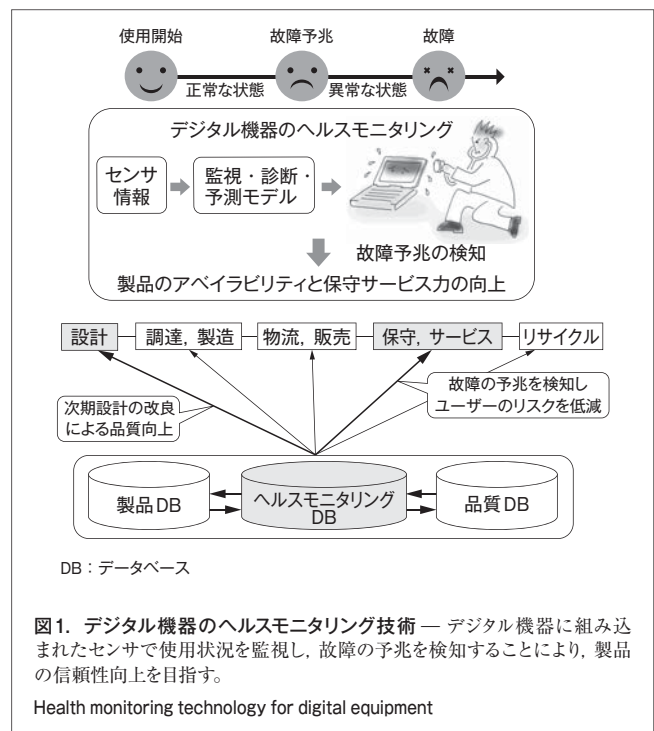 使用開始 故障予兆 故障
正常な状態 異常な状態
デジタル機器のヘルスモニタリング
センサ
情報
監視・診断・
予測モデル
故障予兆の検知
製品のアベイラビリティと保守サービス力の向上
設計 調達, 製造 物流, 販売 保守, サービス リサイクル
次期設計の改良
による品質向上
故障の予兆を検知し
ユーザーのリスクを低減
製品DB
ヘルスモニタリング
DB
品質DB
DB：データベース
図1. デジタル機器のヘルスモニタリング技術 — デジタル機器に組み込
まれたセンサで使用状況を監視し, 故障の予兆を検知することにより, 製品
の信頼性向上を目指す。
Health monitoring technology for digital equipment